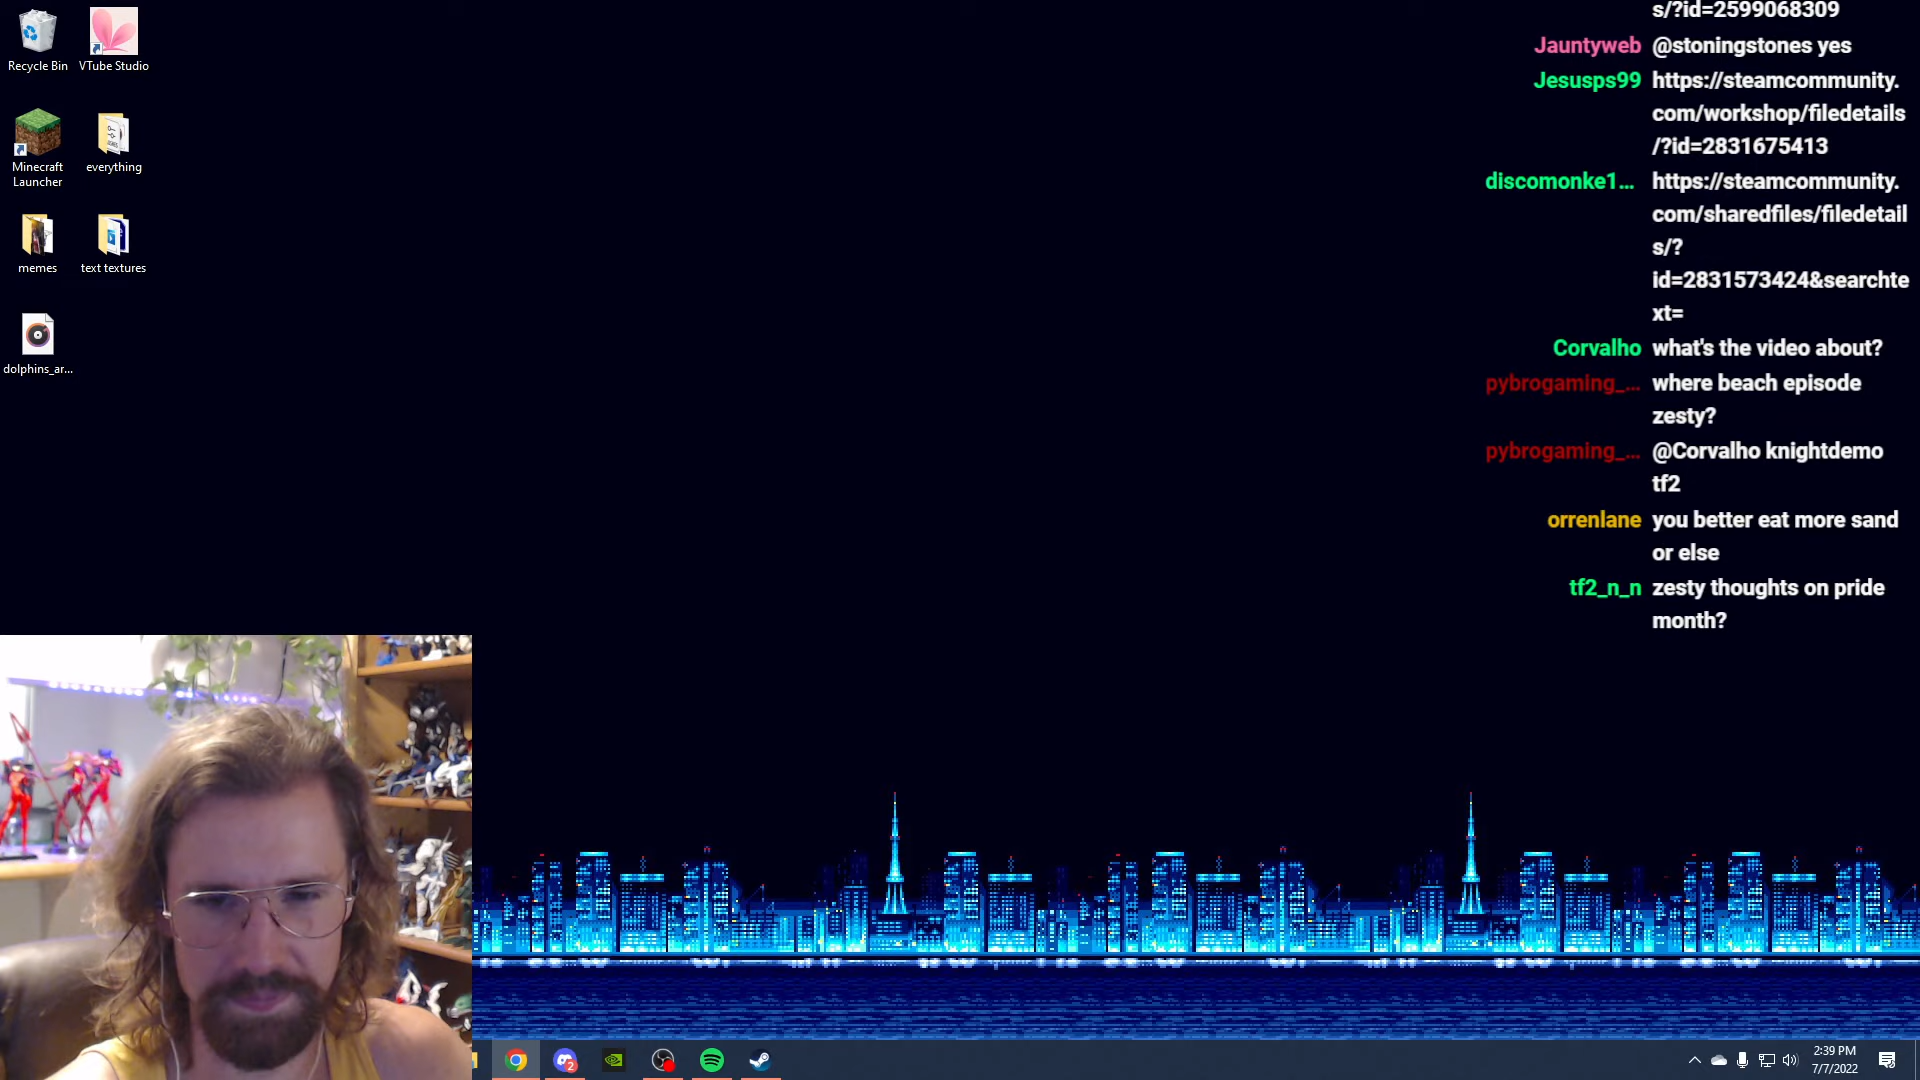 Recycle Bin
VTube Studio
Minecraft
Launcher
everything
memes
text textures
dolphins_ar...
s/?id=2599068309
Jauntyweb @stoningstones yes
Jesusps99 https://steamcommunity.
com/workshop/filedetails
/?id=2831675413
discomonke1... https://steamcommunity.
com/sharedfiles/filedetail
s/?
id=2831573424&searchte
xt=
Corvalho what's the video about?
pybrogaming_... where beach episode
zesty?
pybrogaming_... @Corvalho knightdemo
tf2
orrenlane you better eat more sand
or else
tf2_n_n zesty thoughts on pride
month?
2
2:39 PM
7/7/2022